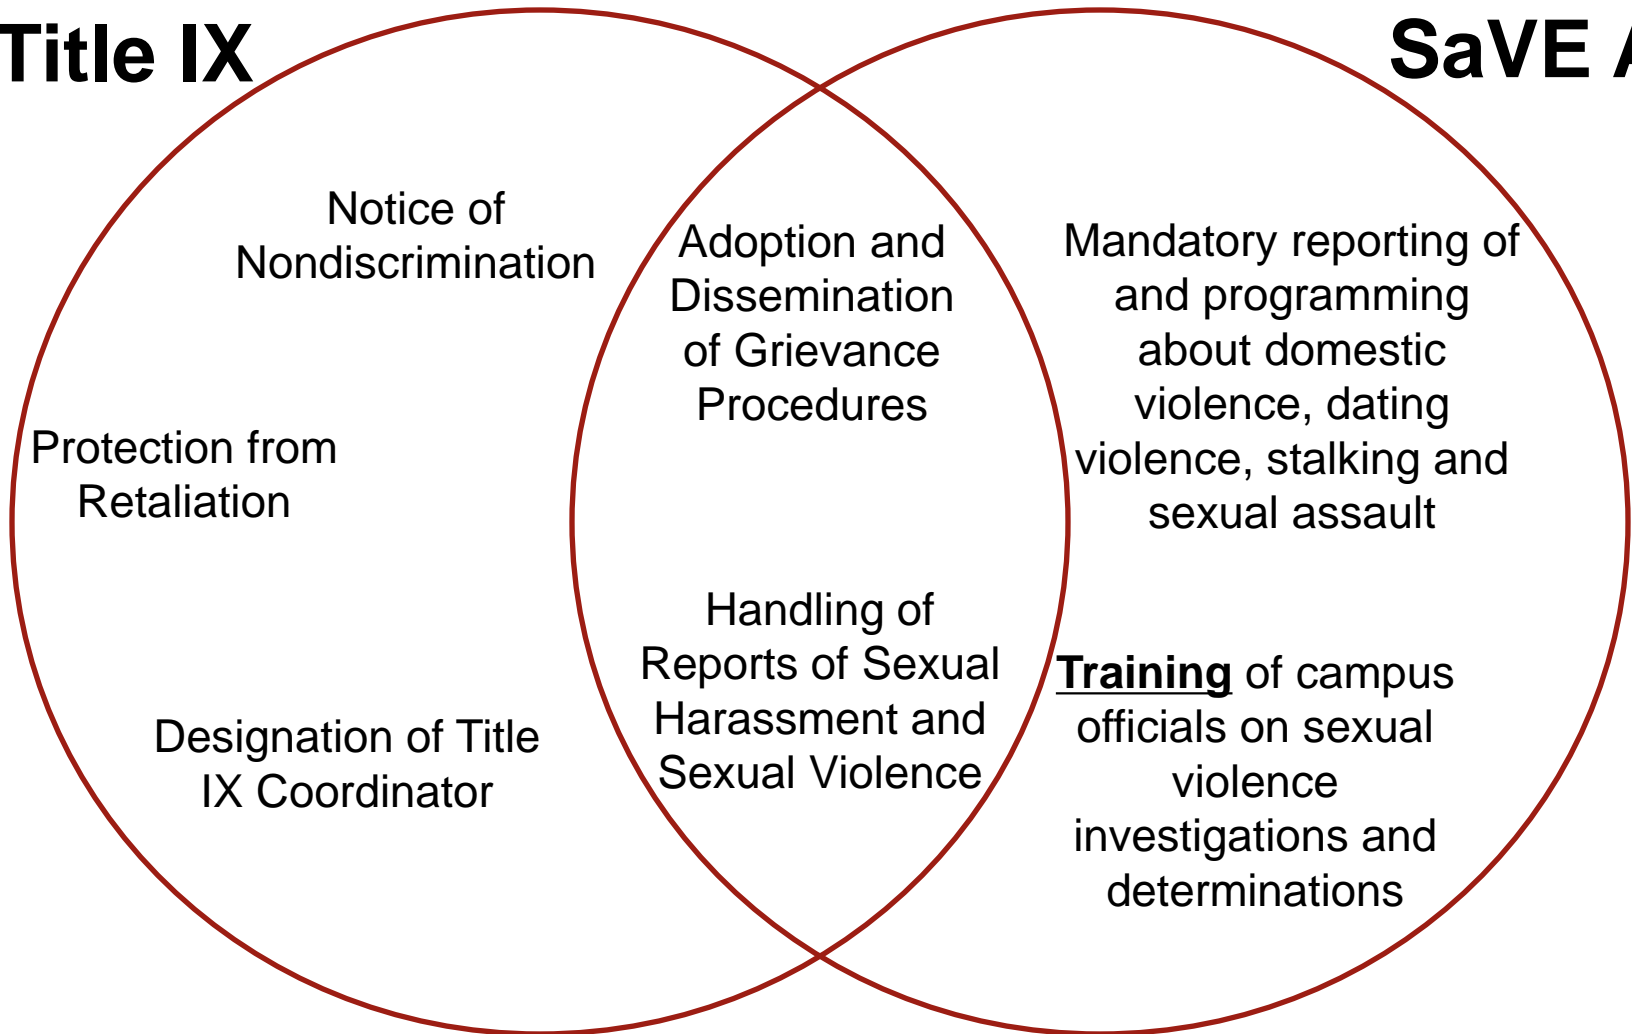 Title IX
SaVE A
Notice of
Nondiscrimination
Protection from
Retaliation
Designation of Title
IX Coordinator
Adoption and
Dissemination
of Grievance
Procedures
Handling of
Reports of Sexual
Harassment and
Sexual Violence
Mandatory reporting of
and programming
about domestic
violence, dating
violence, stalking and
sexual assault
Training of campus
officials on sexual
violence
investigations and
determinations